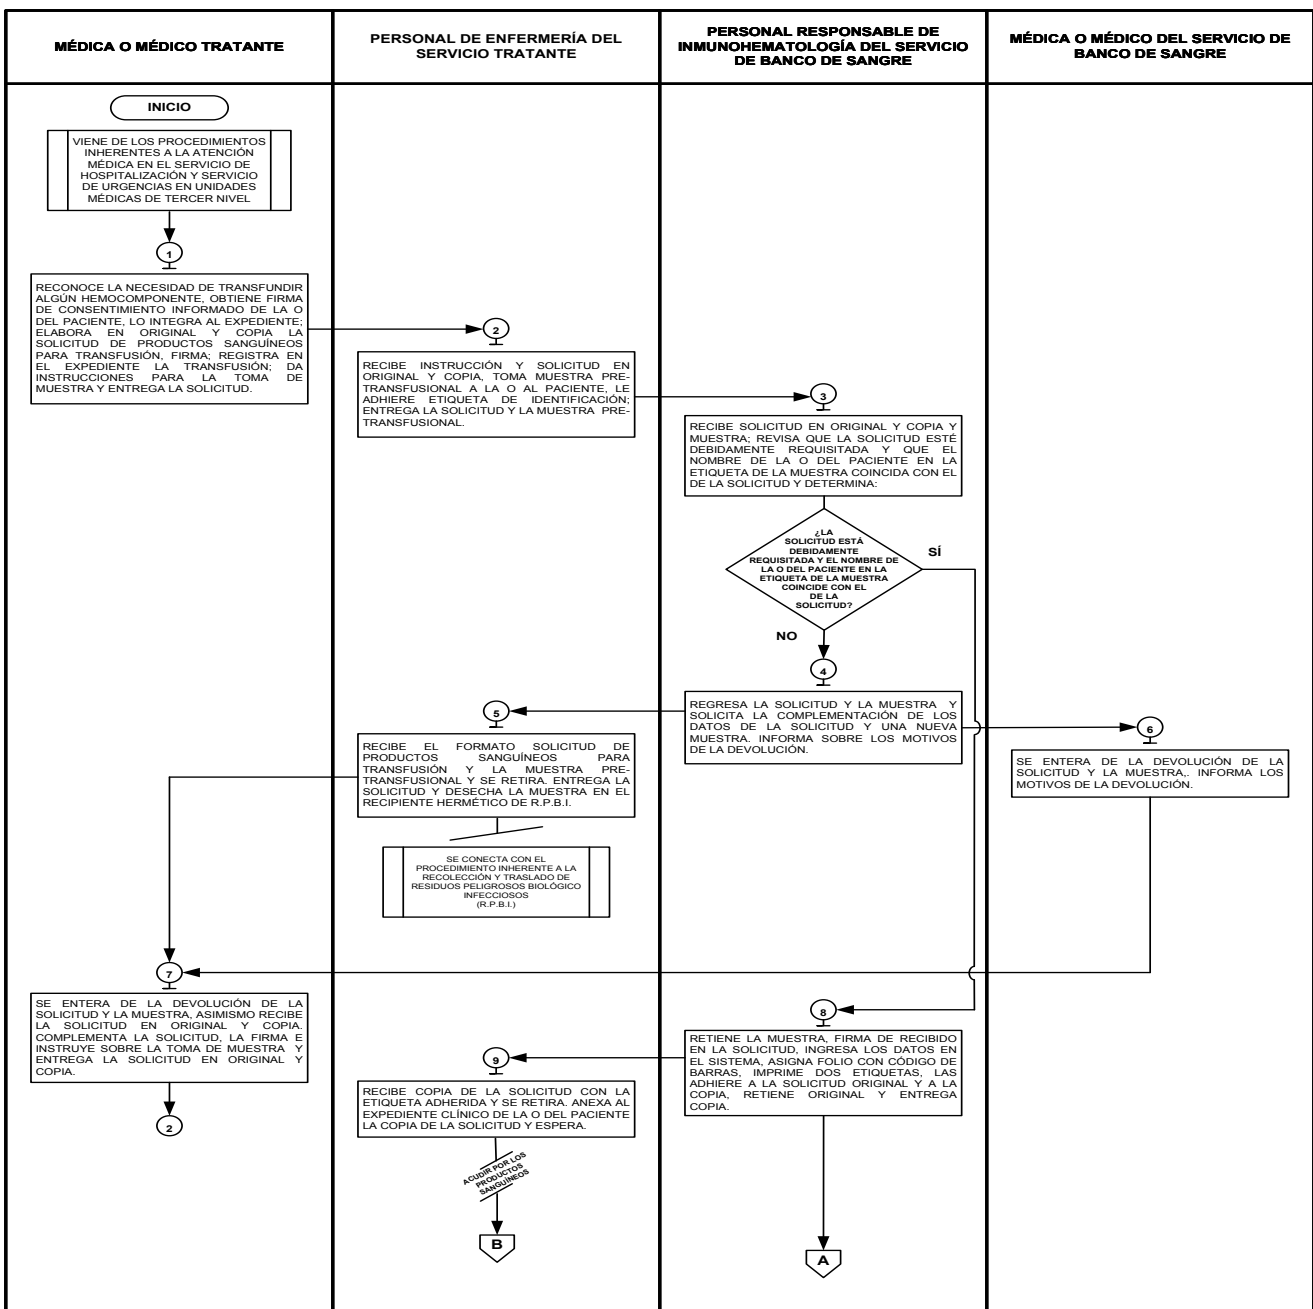 MÉDICA O MÉDICO TRATANTE
PERSONAL DE ENFERMERÍA DEL
SERVICIO TRATANTE
PERSONAL RESPONSABLE DE
INMUNOHEMATOLOGÍA DEL SERVICIO
DE BANCO DE SANGRE
MÉDICA O MÉDICO DEL SERVICIO DE
BANCO DE SANGRE
INICIO
VIENE DE LOS PROCEDIMIENTOS
INHERENTES A LA ATENCIÓN
MÉDICA EN EL SERVICIO DE
HOSPITALIZACIÓN Y SERVICIO
DE URGENCIAS EN UNIDADES
MÉDICAS DE TERCER NIVEL
1
RECONOCE LA NECESIDAD DE TRANSFUNDIR
ALGÚN HEMOCOMPONENTE, OBTIENE FIRMA
DE CONSENTIMIENTO INFORMADO DE LA O
DEL PACIENTE, LO INTEGRA AL EXPEDIENTE;
ELABORA EN ORIGINAL Y COPIA LA
SOLICITUD DE PRODUCTOS SANGUÍNEOS
PARA TRANSFUSIÓN, FIRMA; REGISTRA EN
EL EXPEDIENTE LA TRANSFUSIÓN; DA
INSTRUCCIONES PARA LA TOMA DE
MUESTRA Y ENTREGA LA SOLICITUD.
2
RECIBE INSTRUCCIÓN Y SOLICITUD EN
ORIGINAL Y COPIA, TOMA MUESTRA PRE-
TRANSFUSIONAL A LA O AL PACIENTE, LE
ADHIERE ETIQUETA DE IDENTIFICACIÓN;
ENTREGA LA SOLICITUD Y LA MUESTRA PRE-
TRANSFUSIONAL.
3
RECIBE SOLICITUD EN ORIGINAL Y COPIA Y
MUESTRA; REVISA QUE LA SOLICITUD ESTÉ
DEBIDAMENTE REQUISITADA Y QUE EL
NOMBRE DE LA O DEL PACIENTE EN LA
ETIQUETA DE LA MUESTRA COINCIDA CON EL
DE LA SOLICITUD Y DETERMINA:
¿LA
SOLICITUD ESTÁ
DEBIDAMENTE
REQUISITADA Y EL NOMBRE DE
LA O DEL PACIENTE EN LA
ETIQUETA DE LA MUESTRA
COINCIDE CON EL
DE LA
SOLICITUD?
SÍ
NO
4
REGRESA LA SOLICITUD Y LA MUESTRA Y
SOLICITA LA COMPLEMENTACIÓN DE LOS
DATOS DE LA SOLICITUD Y UNA NUEVA
MUESTRA. INFORMA SOBRE LOS MOTIVOS
DE LA DEVOLUCIÓN.
5
RECIBE EL FORMATO SOLICITUD DE
PRODUCTOS SANGUÍNEOS PARA
TRANSFUSIÓN Y LA MUESTRA PRE-
TRANSFUSIONAL Y SE RETIRA. ENTREGA LA
SOLICITUD Y DESECHA LA MUESTRA EN EL
RECIPIENTE HERMÉTICO DE R.P.B.I.
SE CONECTA CON EL
PROCEDIMIENTO INHERENTE A LA
RECOLECCIÓN Y TRASLADO DE
RESIDUOS PELIGROSOS BIOLÓGICO
INFECCIOSOS
(R.P.B.I.)
6
SE ENTERA DE LA DEVOLUCIÓN DE LA
SOLICITUD Y LA MUESTRA,. INFORMA LOS
MOTIVOS DE LA DEVOLUCIÓN.
7
SE ENTERA DE LA DEVOLUCIÓN DE LA
SOLICITUD Y LA MUESTRA, ASIMISMO RECIBE
LA SOLICITUD EN ORIGINAL Y COPIA.
COMPLEMENTA LA SOLICITUD, LA FIRMA E
INSTRUYE SOBRE LA TOMA DE MUESTRA Y
ENTREGA LA SOLICITUD EN ORIGINAL Y
COPIA.
2
8
RETIENE LA MUESTRA, FIRMA DE RECIBIDO
EN LA SOLICITUD, INGRESA LOS DATOS EN
EL SISTEMA, ASIGNA FOLIO CON CÓDIGO DE
BARRAS, IMPRIME DOS ETIQUETAS, LAS
ADHIERE A LA SOLICITUD ORIGINAL Y A LA
COPIA, RETIENE ORIGINAL Y ENTREGA
COPIA.
9
RECIBE COPIA DE LA SOLICITUD CON LA
ETIQUETA ADHERIDA Y SE RETIRA. ANEXA AL
EXPEDIENTE CLÍNICO DE LA O DEL PACIENTE
LA COPIA DE LA SOLICITUD Y ESPERA.
ACUDIR POR LOS
PRODUCTOS
SANGUÍNEOS
B
A